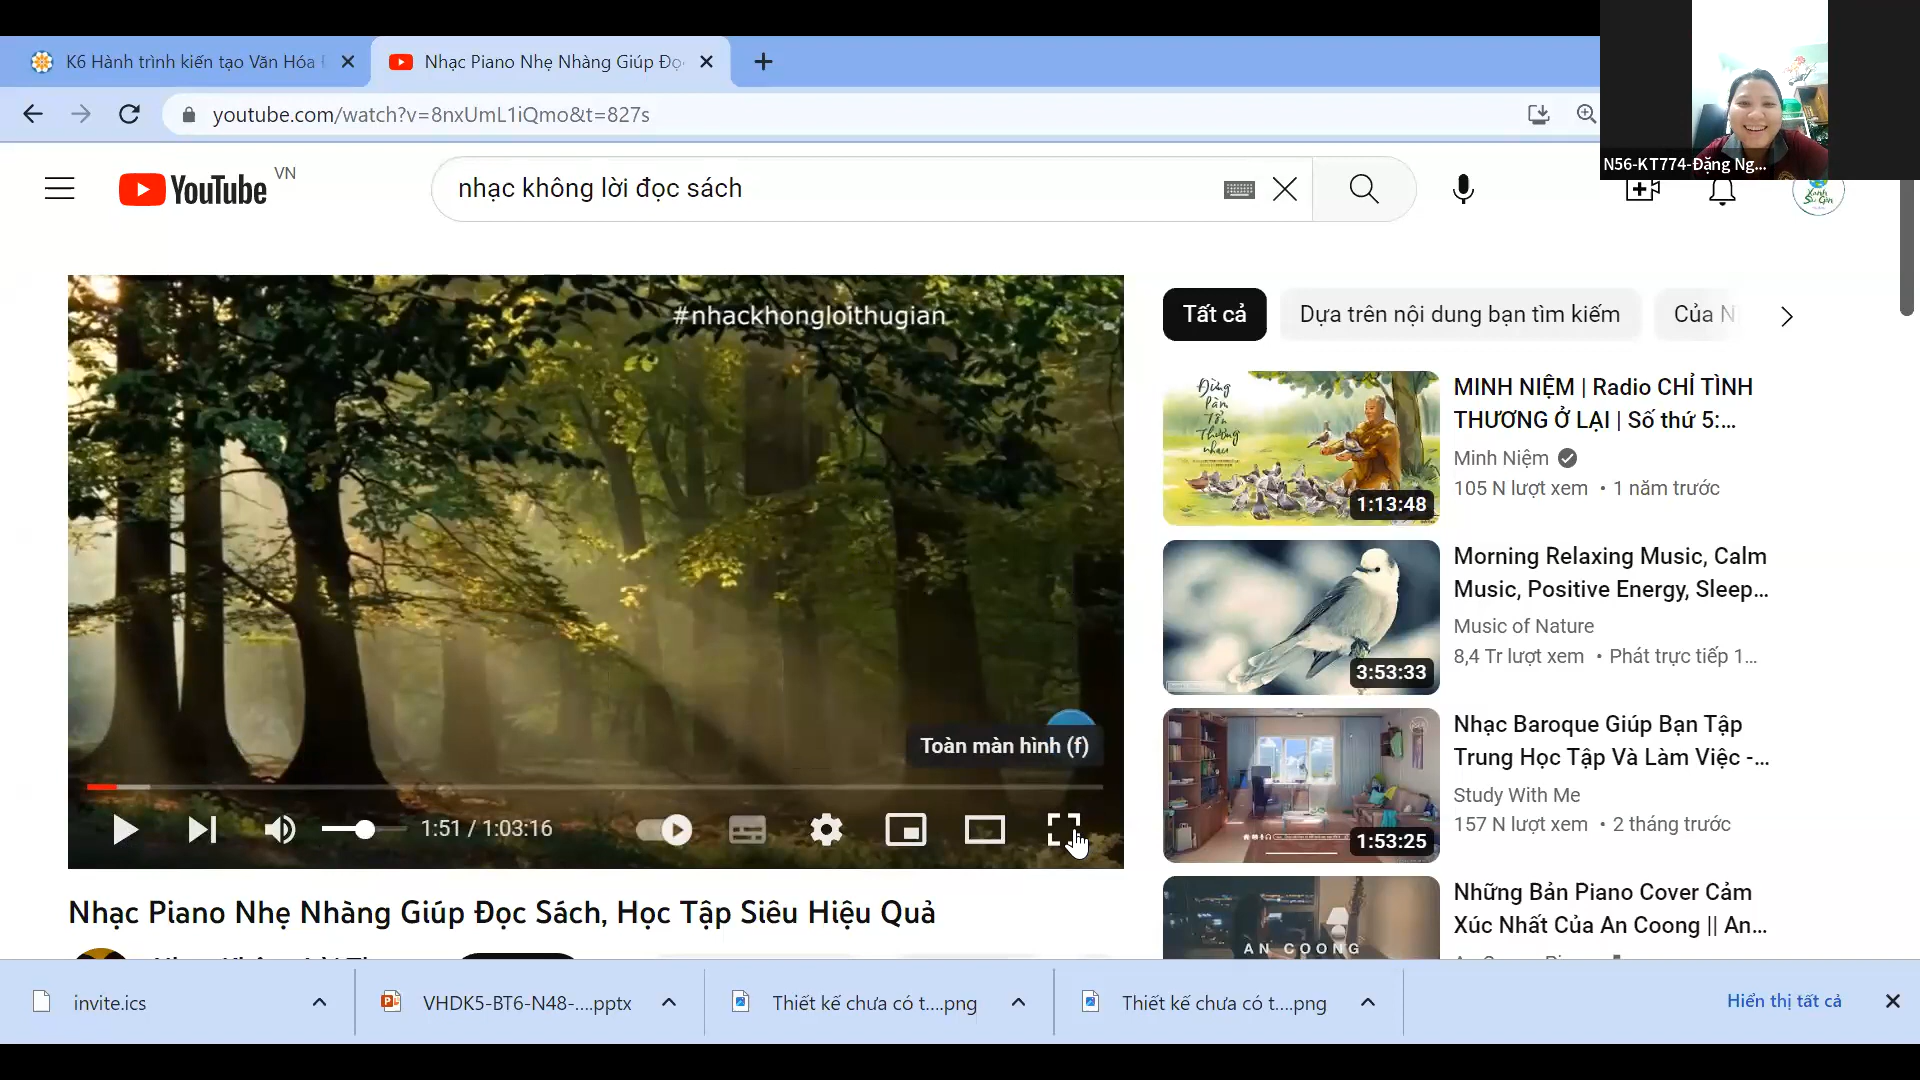 K6 Hành trình kiến tạo Văn Hóa
Nhạc Piano Nhẹ Nhàng Giúp Đọ
youtube.com/watch?v=8nxUmL1iQmo&t=827s
N56-KT774-Đặng Ng...
YouTube VN
nhạc không lời đọc sách
Xanh
Sài Gòn
#nhackhongloithugian
Toàn màn hình (f)
1:51 / 1:03:16
Nhạc Piano Nhẹ Nhàng Giúp Đọc Sách, Học Tập Siêu Hiệu Quả
Tất cả
Dựa trên nội dung bạn tìm kiếm
Của N
Đừng
Làm
Tổn
Thương
nhau
1:13:48
MINH NIỆM | Radio CHỈ TÌNH
THƯƠNG Ở LẠI | Số thứ 5:...
Minh Niệm
105 N lượt xem • 1 năm trước
3:53:33
Morning Relaxing Music, Calm
Music, Positive Energy, Sleep...
Music of Nature
8,4 Tr lượt xem • Phát trực tiếp 1...
1:53:25
Nhạc Baroque Giúp Bạn Tập
Trung Học Tập Và Làm Việc -...
Study With Me
157 N lượt xem • 2 tháng trước
AN COONG
Những Bản Piano Cover Cảm
Xúc Nhất Của An Coong || An...
invite.ics
VHDK5-BT6-N48-....pptx
Thiết kế chưa có t....png
Thiết kế chưa có t....png
Hiển thị tất cả